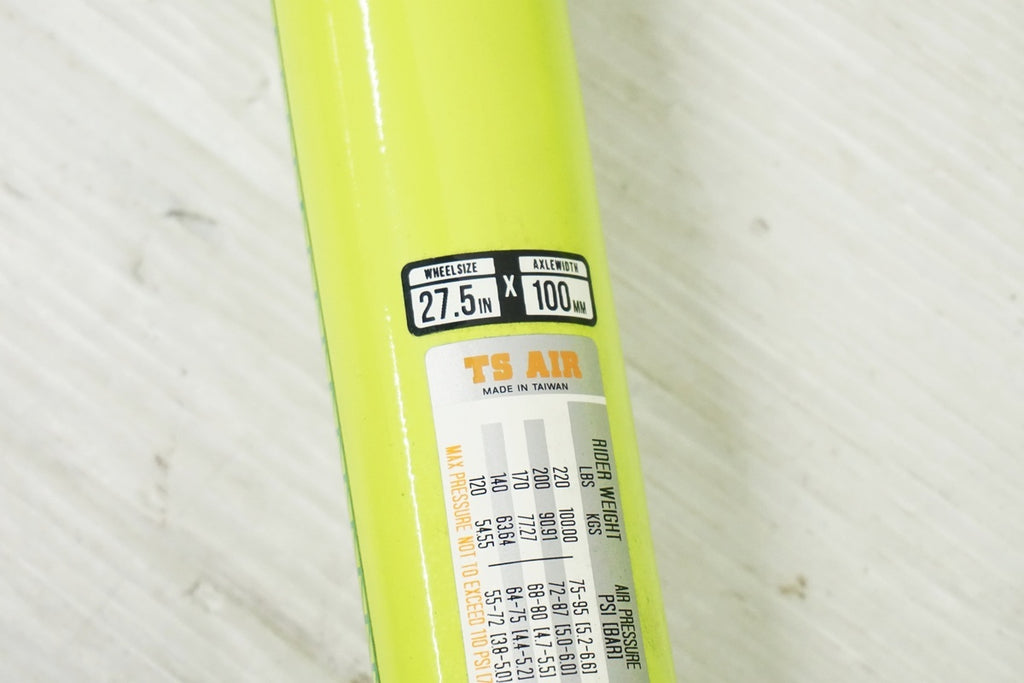 WHEELSIZE
27.5IN
X
AXLEWIDTH
100MM
TS AIR
MADE IN TAIWAN
RIDER WEIGHT AIR PRESSURE
LBS KGS PSI [BAR]
220 100.00 75-95 [5.2-6.6]
200 90.91 72-87 [5.0-6.0]
170 77.27 68-80 [4.7-5.5]
140 63.64 64-75 [4.4-5.2]
120 54.55 55-72 [3.8-5.0]
MAX PRESSURE NOT TO EXCEED 110 PSI [7